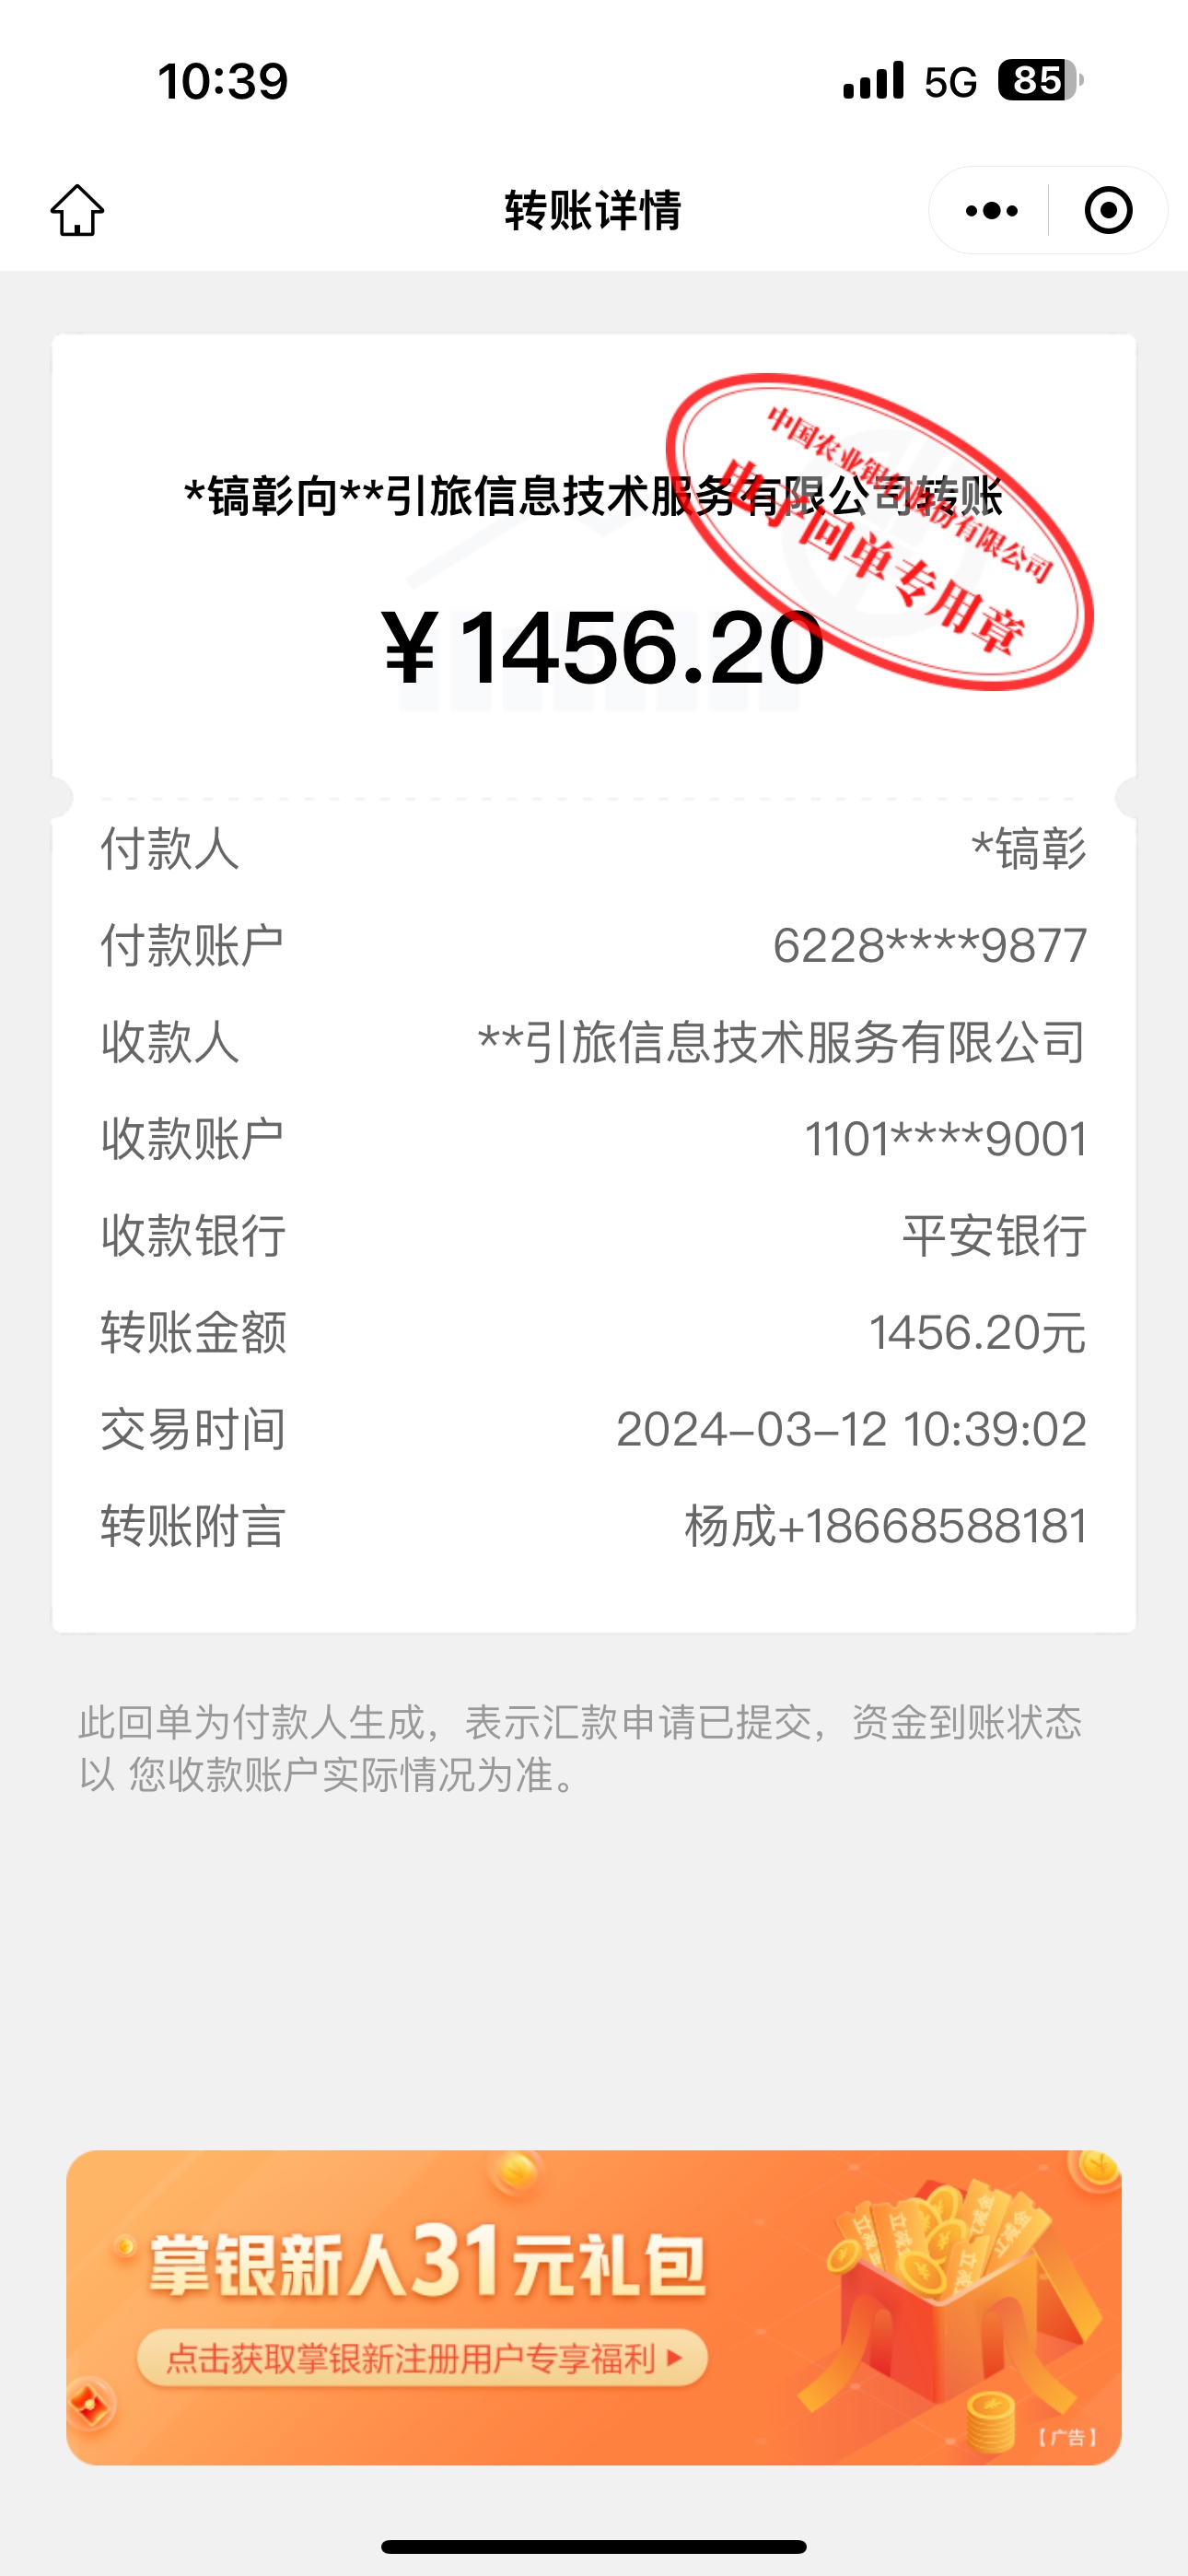 10:39
5G 85
转账详情
中国农业银行股份有限公司
电子回单专用章
*镐彰向**引旅信息技术服务有限公司转账
¥1456.20
付款人 *镐彰
付款账户 6228****9877
收款人 **引旅信息技术服务有限公司
收款账户 1101****9001
收款银行 平安银行
转账金额 1456.20元
交易时间 2024-03-12 10:39:02
转账附言 杨成+18668588181
此回单为付款人生成，表示汇款申请已提交，资金到账状态
以 您收款账户实际情况为准。
掌银新人31元礼包
点击获取掌银新注册用户专享福利
【广告】